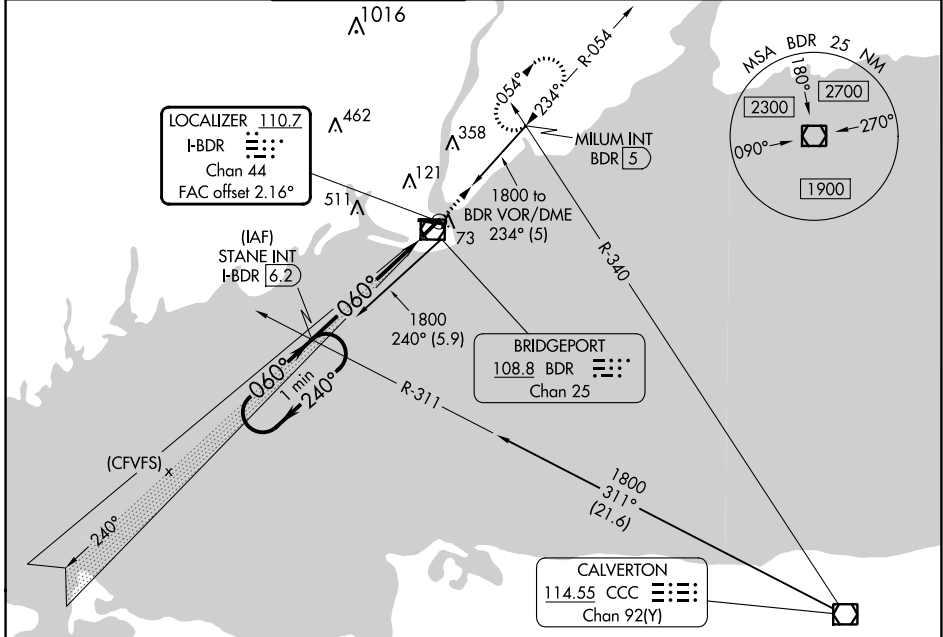 1016
MSA BDR 25 NM
180°
2700
2300
090°
270°
1900
R-054
054°
234°
LOCALIZER 110.7
I-BDR
Chan 44
FAC offset 2.16°
462
358
MILUM INT
BDR 5
121
511
1800 to
BDR VOR/DME
234° (5)
73
(IAF)
STANE INT
I-BDR 6.2
060°
R-340
1800
240° (5.9)
BRIDGEPORT
108.8 BDR
Chan 25
060°
1 min
240°
R-311
(CFVFS) x
1800
311°
(21.6)
240°
CALVERTON
114.55 CCC
Chan 92(Y)